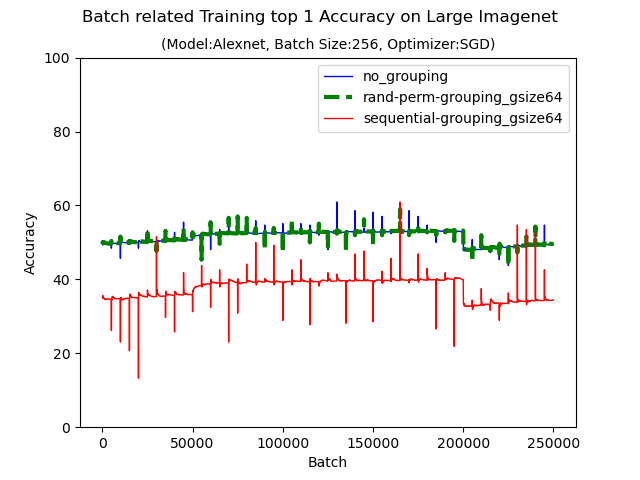 Batch related Training top 1 Accuracy on Large Imagenet
(Model:Alexnet, Batch Size:256, Optimizer:SGD)
100
80
60
40
20
0
Accuracy
no_grouping
rand-perm-grouping_gsize64
sequential-grouping_gsize64
0 50000 100000 150000 200000 250000
Batch